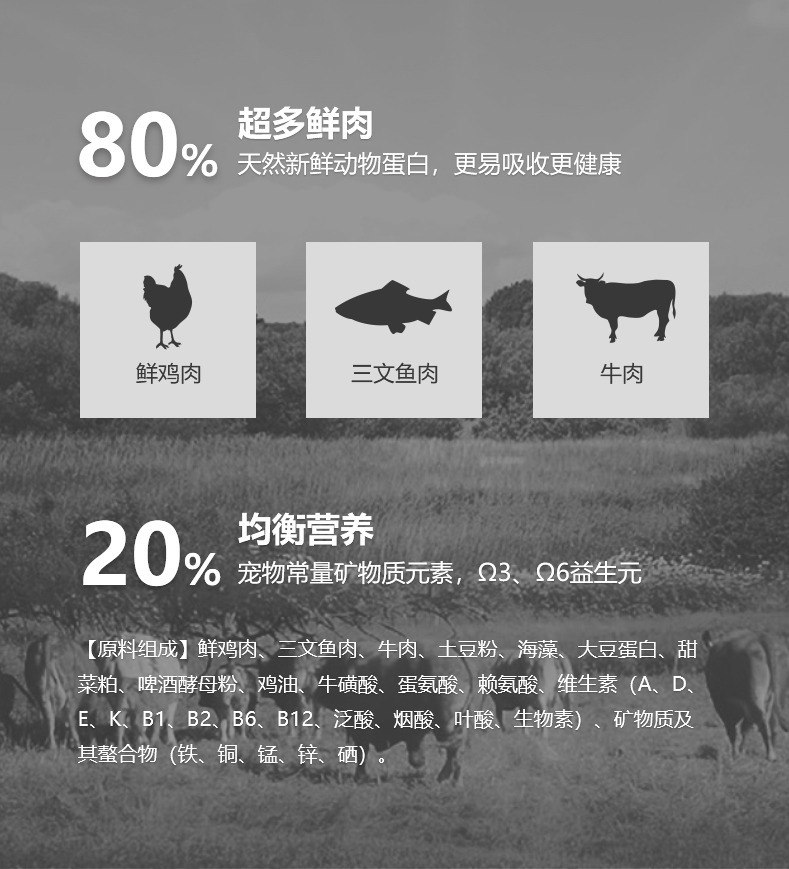 80%
超多鲜肉
天然新鲜动物蛋白，更易吸收更健康
鲜鸡肉
三文鱼肉
牛肉
20%
均衡营养
宠物常量矿物质元素，Ω3、Ω6益生元
【原料组成】鲜鸡肉、三文鱼肉、牛肉、土豆粉、海藻、大豆蛋白、甜
菜粕、啤酒酵母粉、鸡油、牛磺酸、蛋氨酸、赖氨酸、维生素（A、D、
E、K、B1、B2、B6、B12、泛酸、烟酸、叶酸、生物素）、矿物质及
其螯合物（铁、铜、锰、锌、硒）。